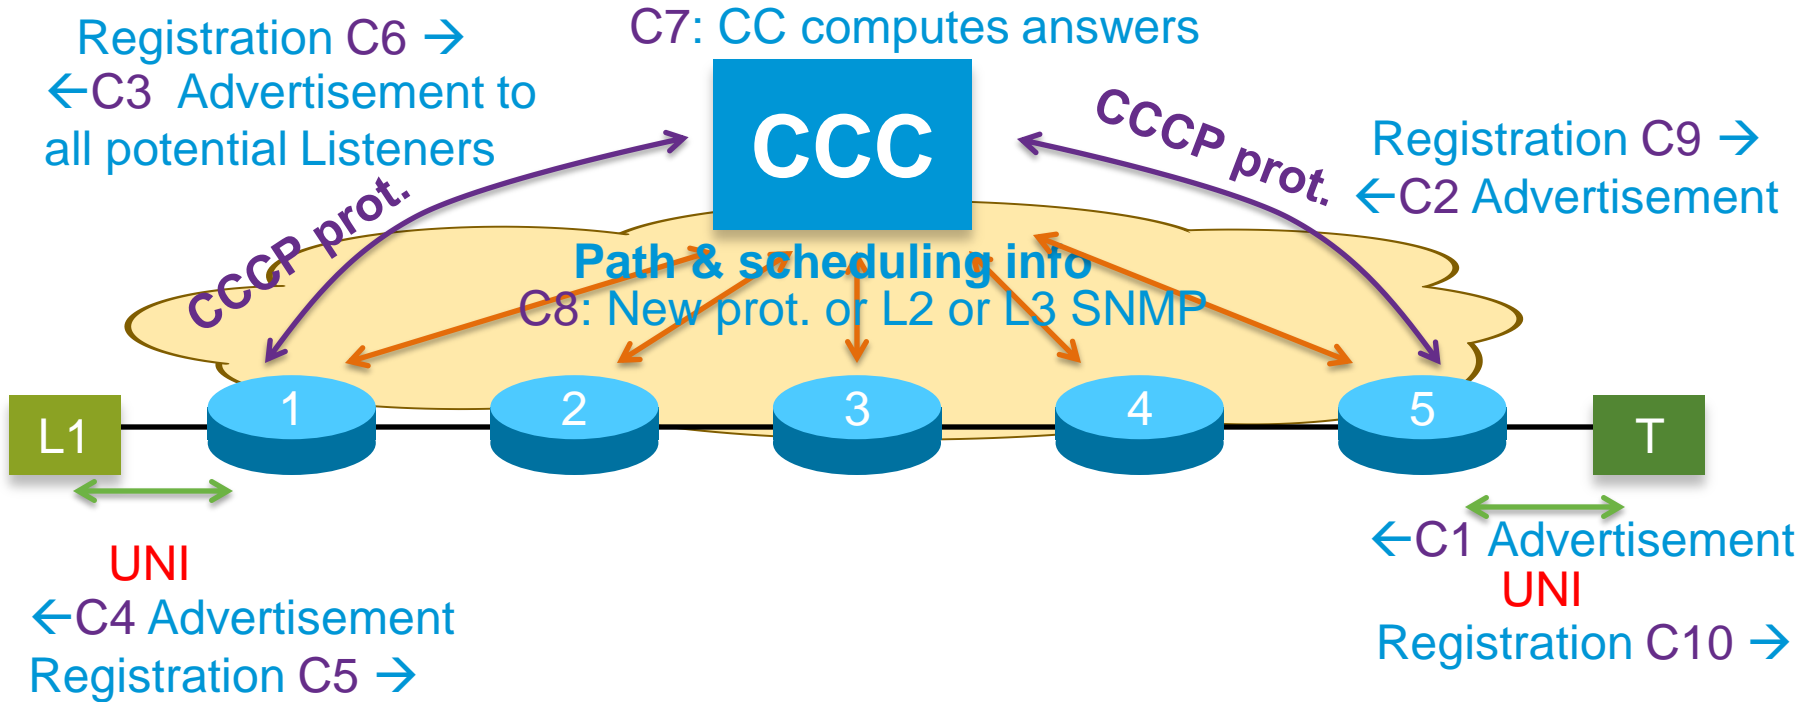 Registration C6 →
←C3 Advertisement to
all potential Listeners
C7: CC computes answers
CCC
CCCP prot.
CCCP prot.
Registration C9 →
←C2 Advertisement
Path & scheduling info
C8: New prot. or L2 or L3 SNMP
L1
1
2
3
4
5
T
UNI
←C4 Advertisement
Registration C5 →
←C1 Advertisement
UNI
Registration C10 →